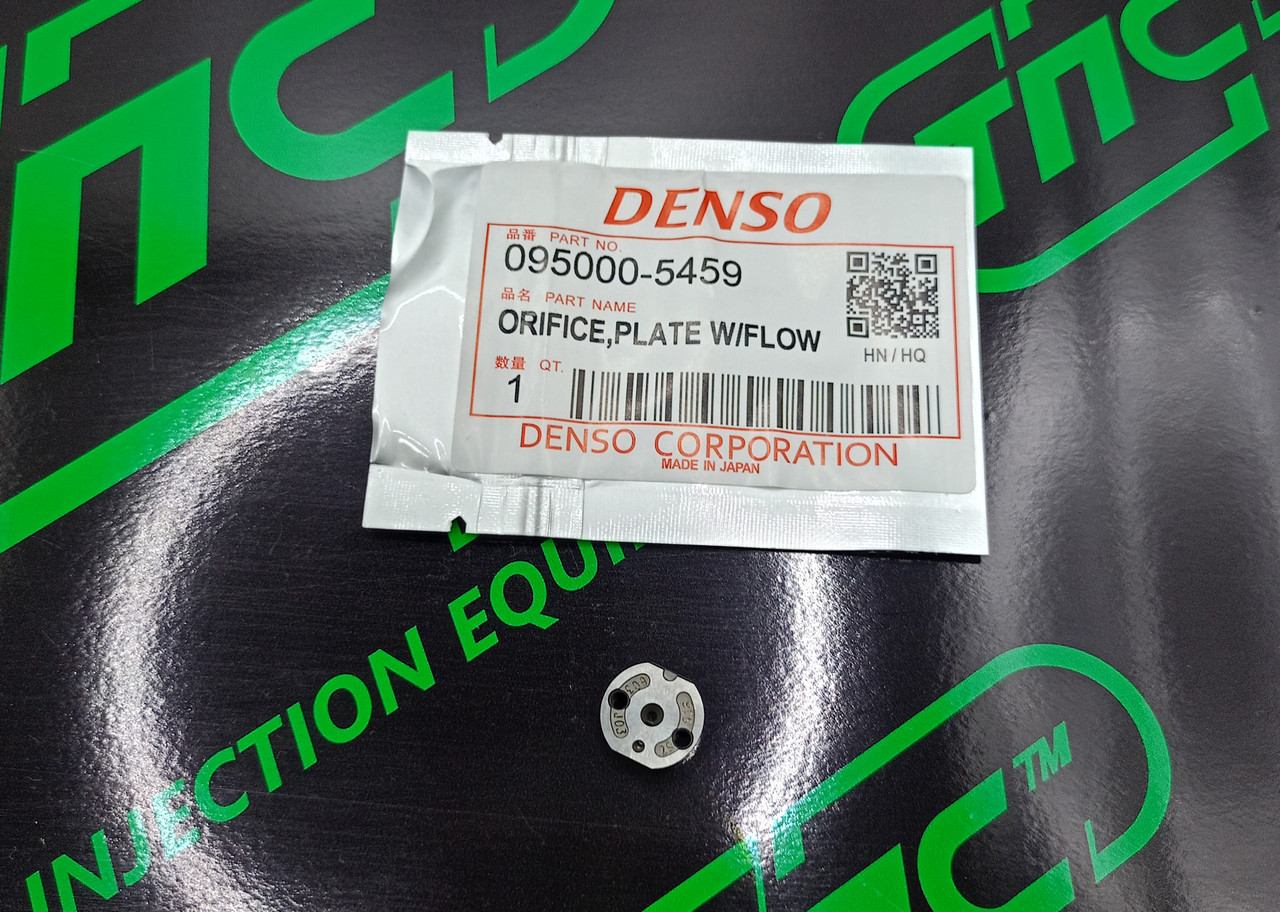 DENSO
品番 PART NO.
095000-5459
品名 PART NAME
ORIFICE,PLATE W/FLOW
HN / HQ
数量 QT.
1
DENSO CORPORATION
MADE IN JAPAN
INJECTION
TM
J03